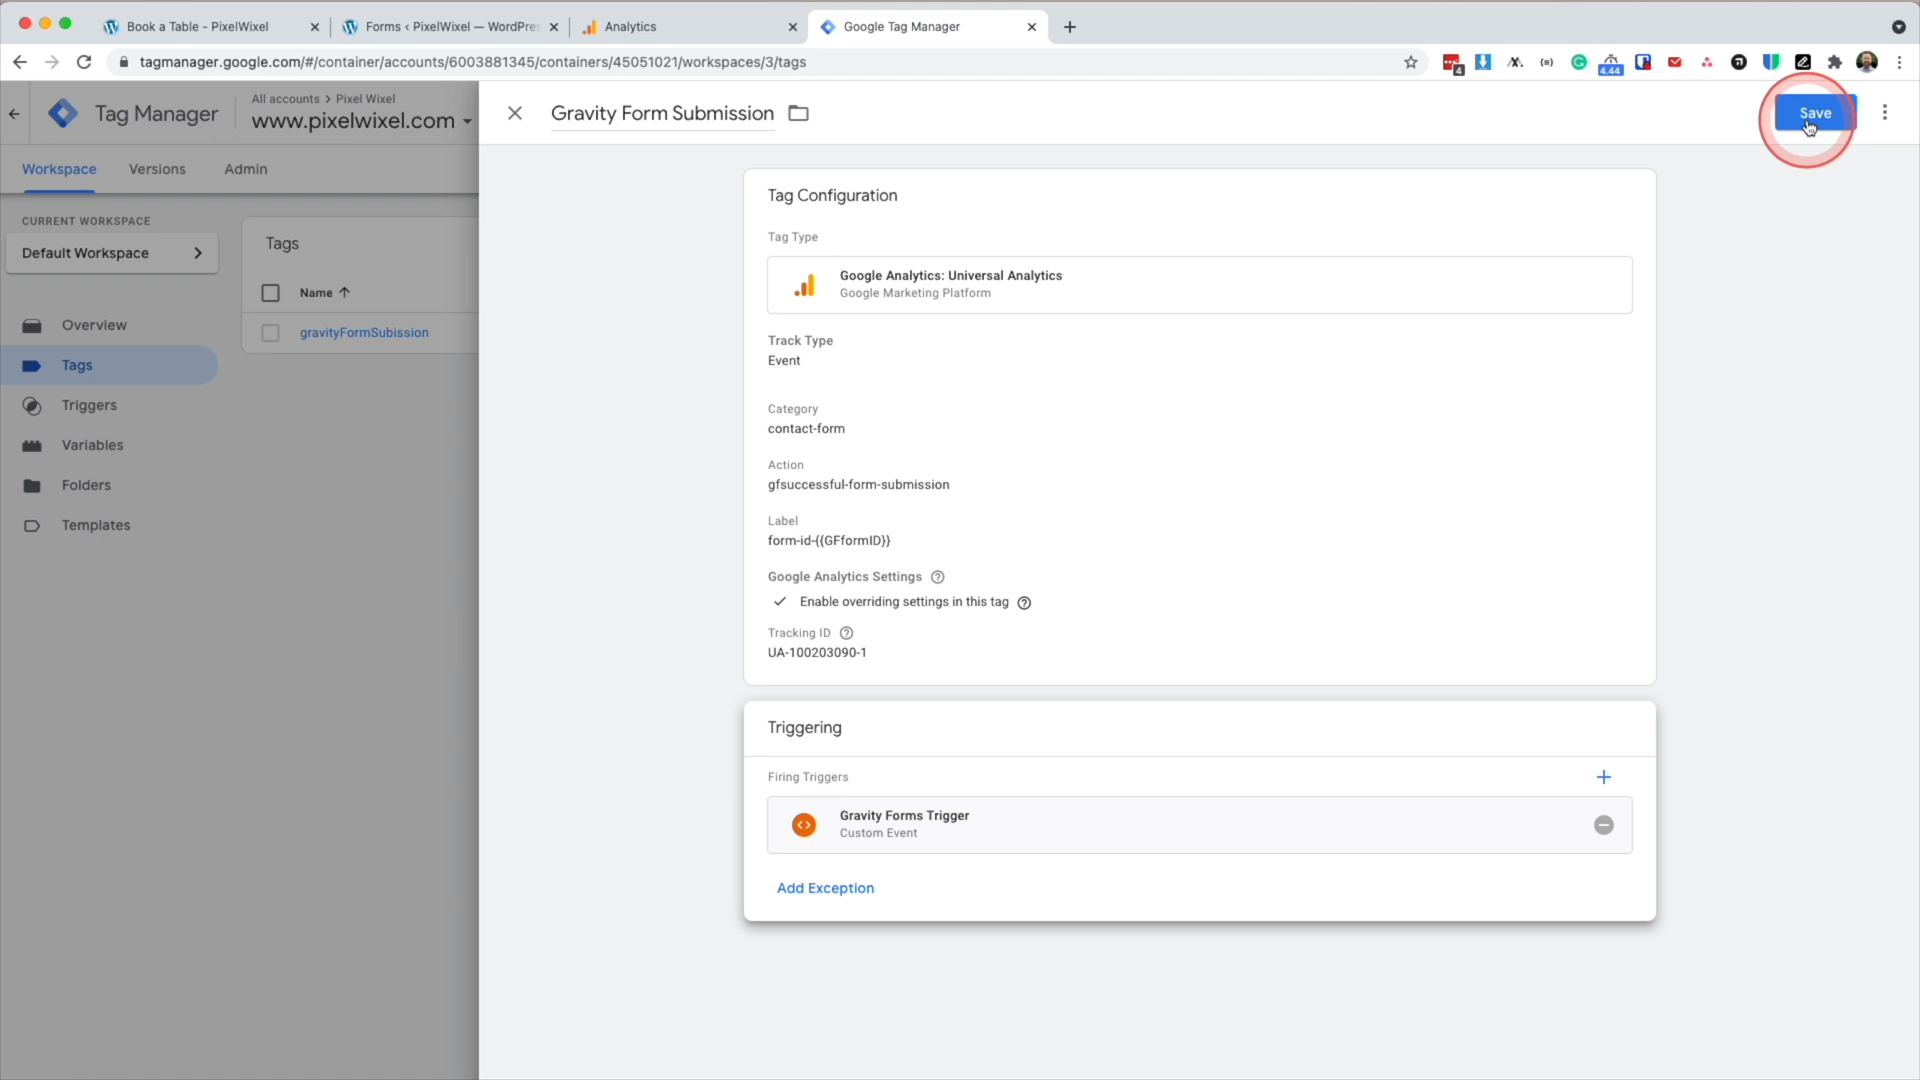 Book a Table - PixelWixel
Forms ‹ PixelWixel — WordPre
Analytics
Google Tag Manager
tagmanager.google.com/#/container/accounts/6003881345/containers/45051021/workspaces/3/tags
4
4.44
Tag Manager
All accounts > Pixel Wixel
www.pixelwixel.com
Gravity Form Submission
Save
Workspace
Versions
Admin
CURRENT WORKSPACE
Default Workspace
Overview
Tags
Triggers
Variables
Folders
Templates
Tags
Name
gravityFormSubission
Tag Configuration
Tag Type
Google Analytics: Universal Analytics
Google Marketing Platform
Track Type
Event
Category
contact-form
Action
gfsuccessful-form-submission
Label
form-id-{{GFformID}}
Google Analytics Settings
Enable overriding settings in this tag
Tracking ID
UA-100203090-1
Triggering
Firing Triggers
Gravity Forms Trigger
Custom Event
Add Exception